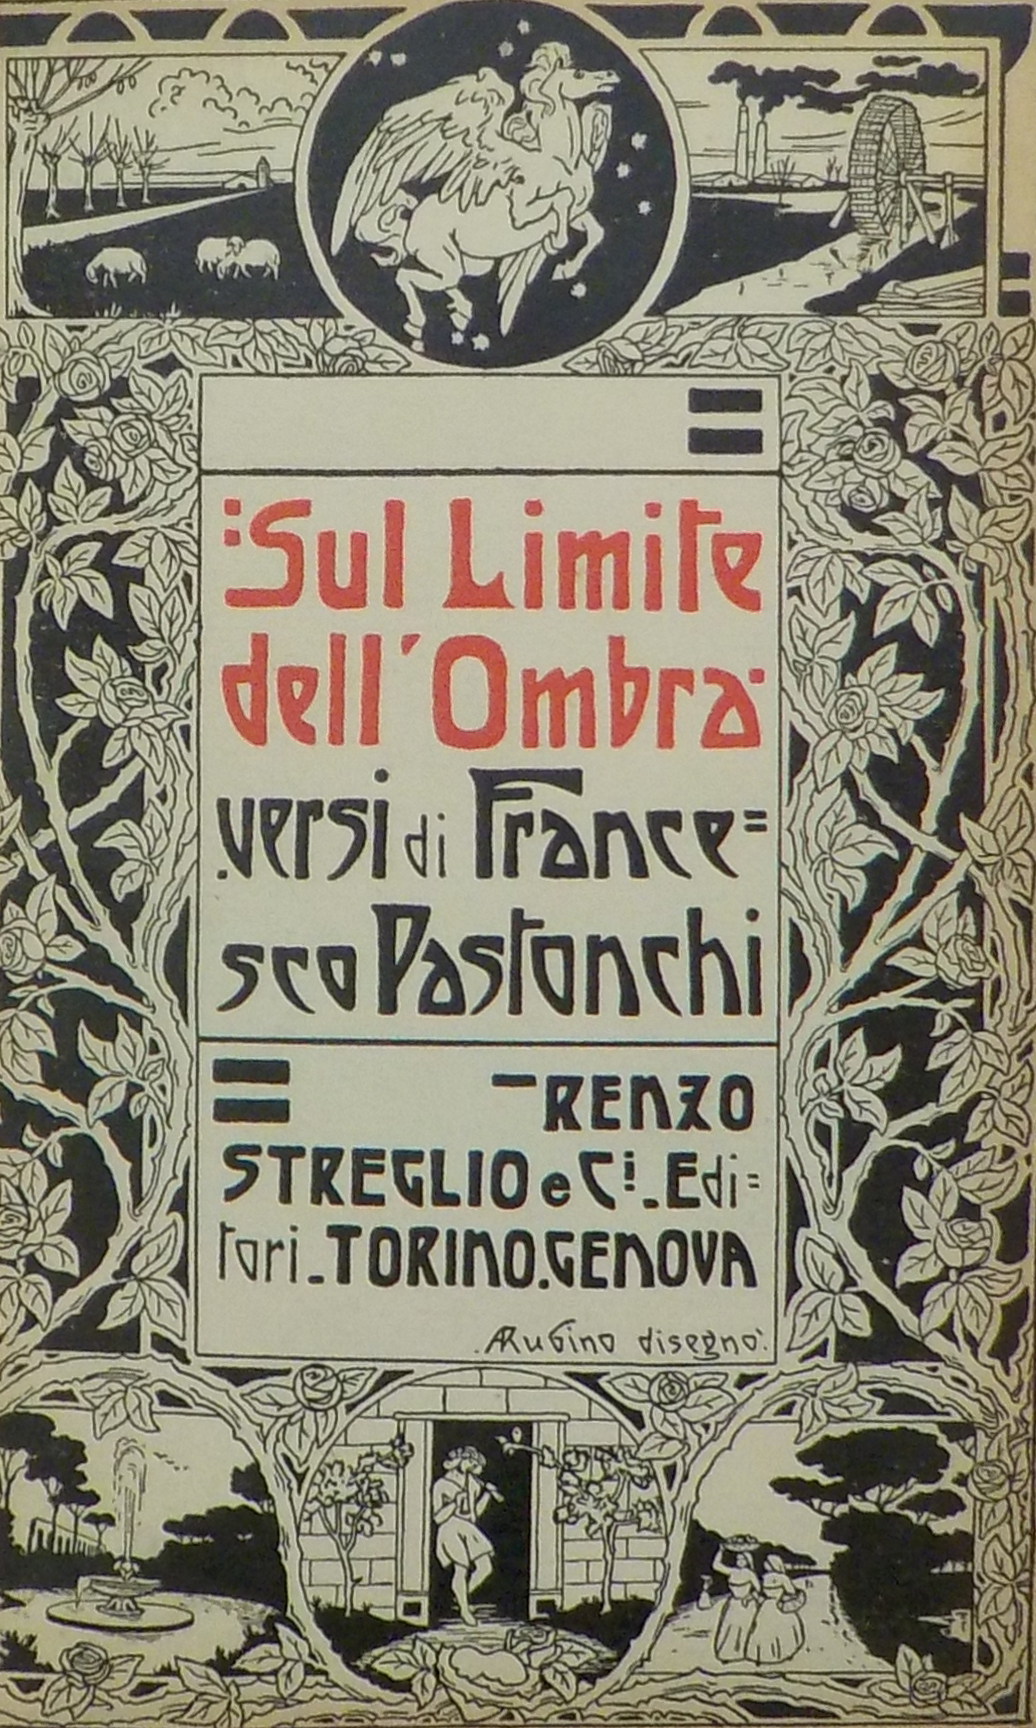 :Sul Limite
dell'Ombra·
.versi di France=
sco Pastonchi
RENZO
STREGLIO e Ci. Edi=
tori_TORINO.GENOVA
.ARubino disegnò.